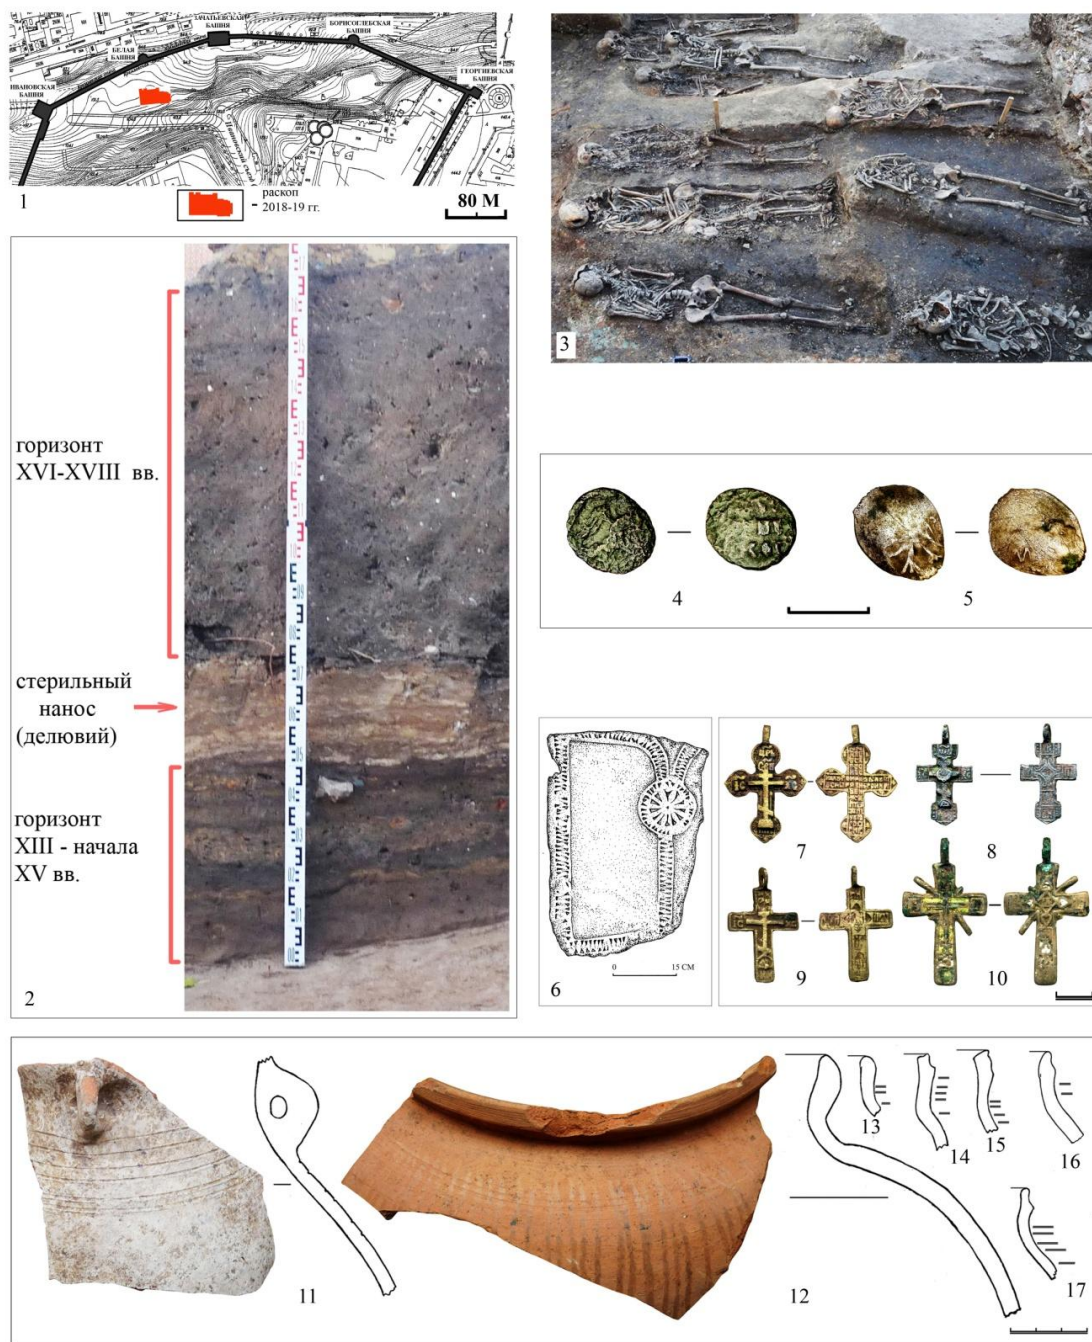 ЗАЧАТЬЕВСКАЯ
БАШНЯ
БОРИСОГЛЕБСКАЯ
БАШНЯ
БЕЛАЯ
БАШНЯ
ГЕОРГИЕВСКАЯ
БАШНЯ
ИВАНОВСКАЯ
БАШНЯ
1
- раскоп
2018-19 гг.
80 М
2
горизонт
XVI-XVIII вв.
стерильный
нанос
(делювий)
горизонт
XIII - начала
XV вв.
3
4
5
6
0 15 СМ
7
8
9
10
11
12
13
14
15
16
17